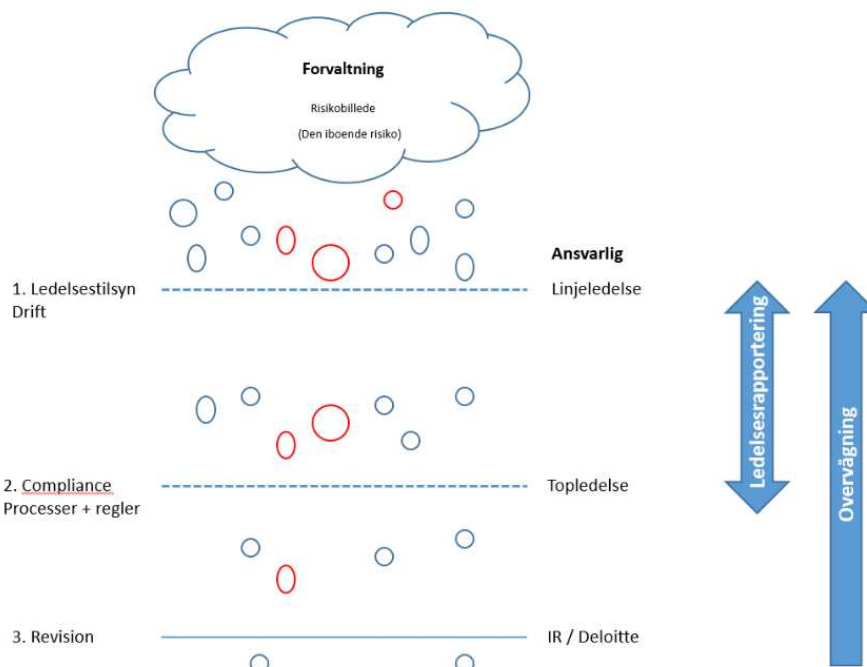 Forvaltning
Risikobillede
(Den iboende risiko)
Ansvarlig
1. Ledelsestilsyn
Drift
Linjeledelse
2. Compliance
Processer + regler
Topledelse
3. Revision
IR / Deloitte
Ledelsesrapportering
Overvågning